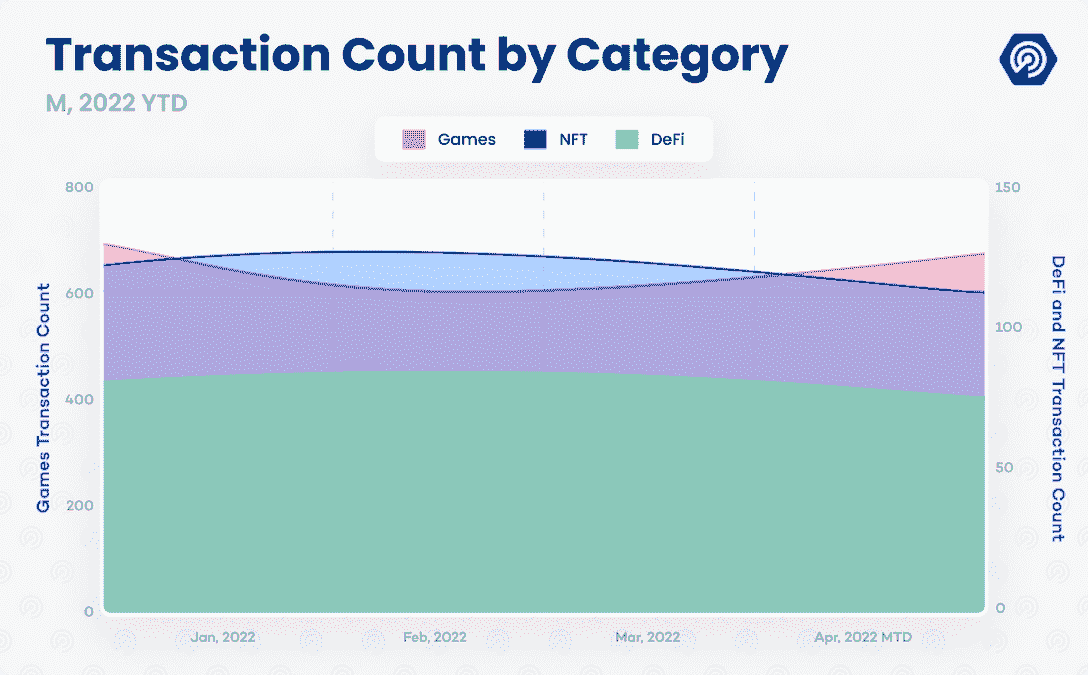 Transaction Count by Category
M, 2022 YTD
Games NFT DeFi
800
600
400
200
0
Games Transaction Count
150
100
50
0
DeFi and NFT Transaction Count
Jan, 2022 Feb, 2022 Mar, 2022 Apr, 2022 MTD